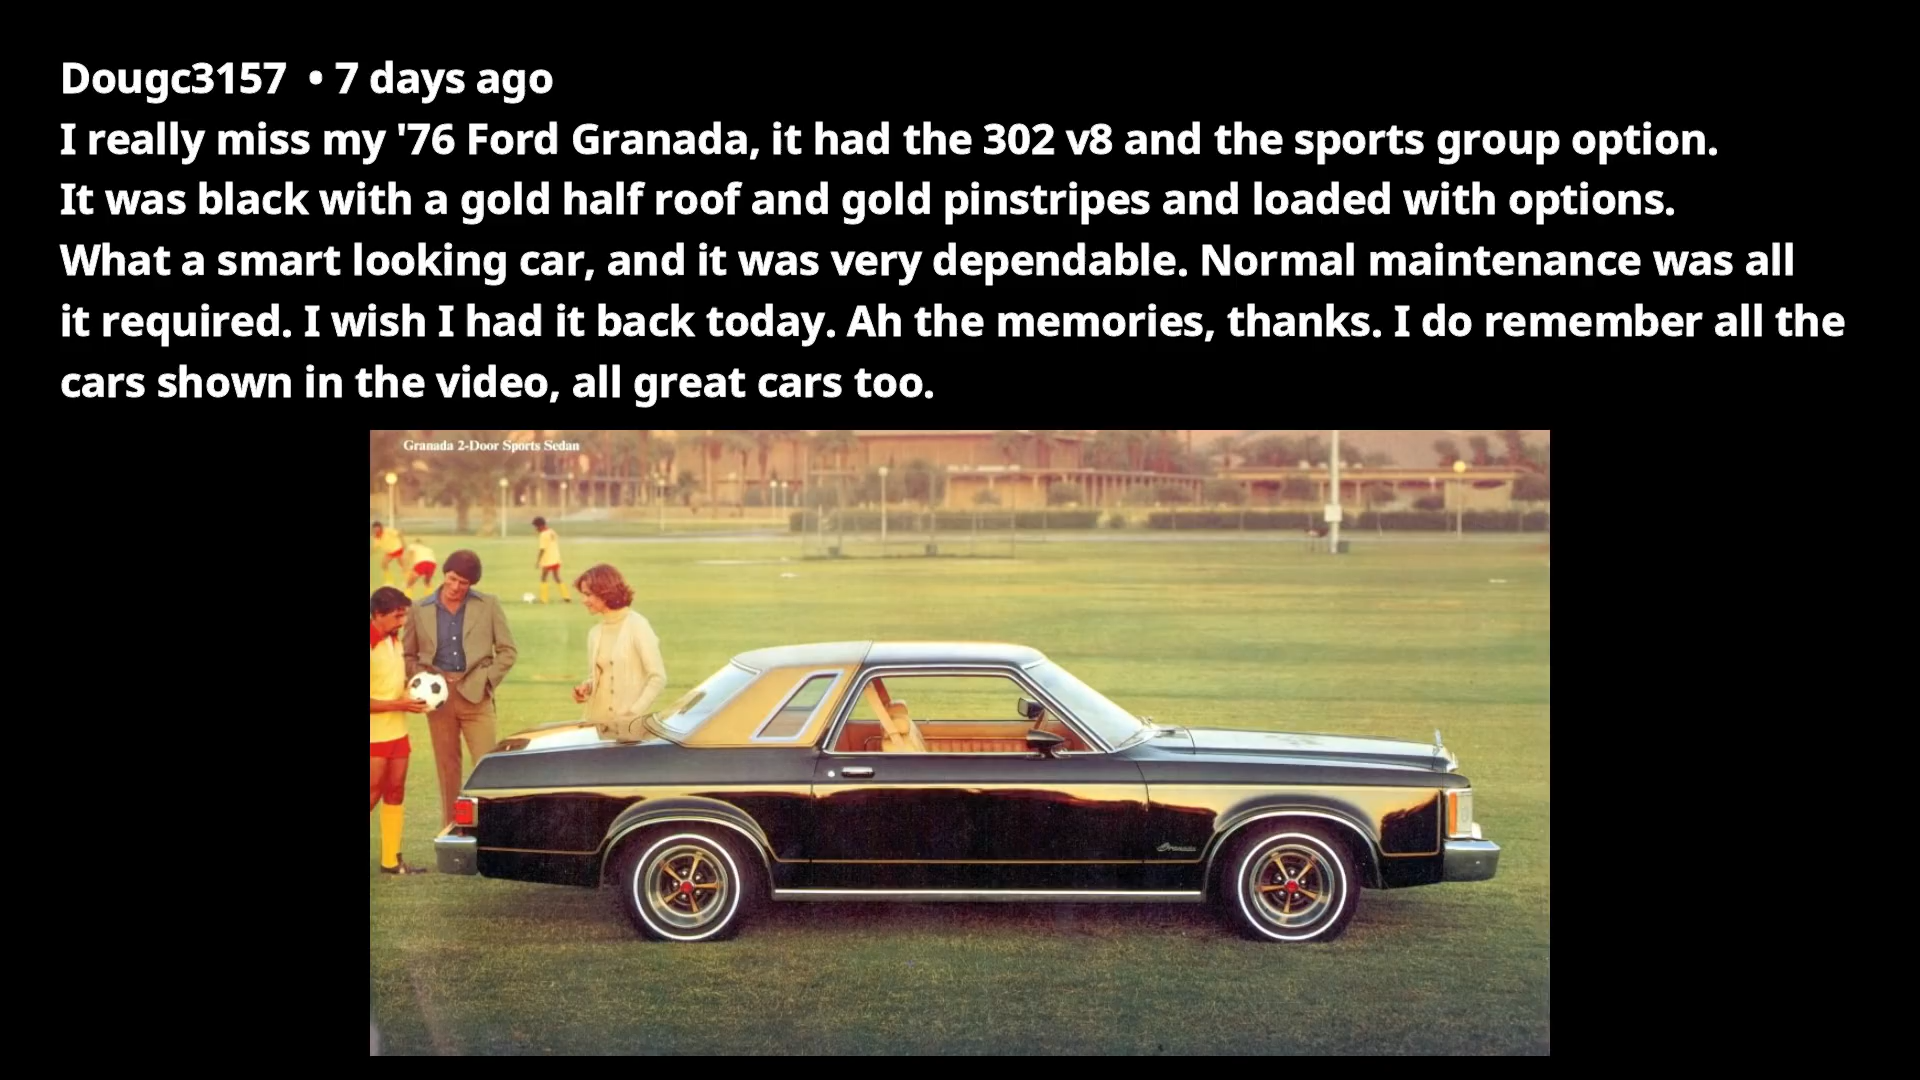 Dougc3157 • 7 days ago
I really miss my '76 Ford Granada, it had the 302 v8 and the sports group option.
It was black with a gold half roof and gold pinstripes and loaded with options.
What a smart looking car, and it was very dependable. Normal maintenance was all
it required. I wish I had it back today. Ah the memories, thanks. I do remember all the
cars shown in the video, all great cars too.
Granada 2-Door Sports Sedan
Granada